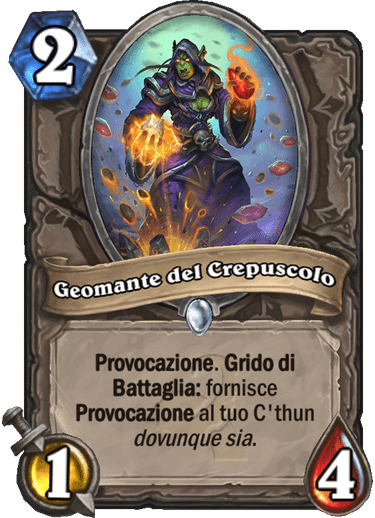 2
Geomante del Crepuscolo
Provocazione. Grido di
Battaglia: fornisce
Provocazione al tuo C'thun
dovunque sia.
1
4